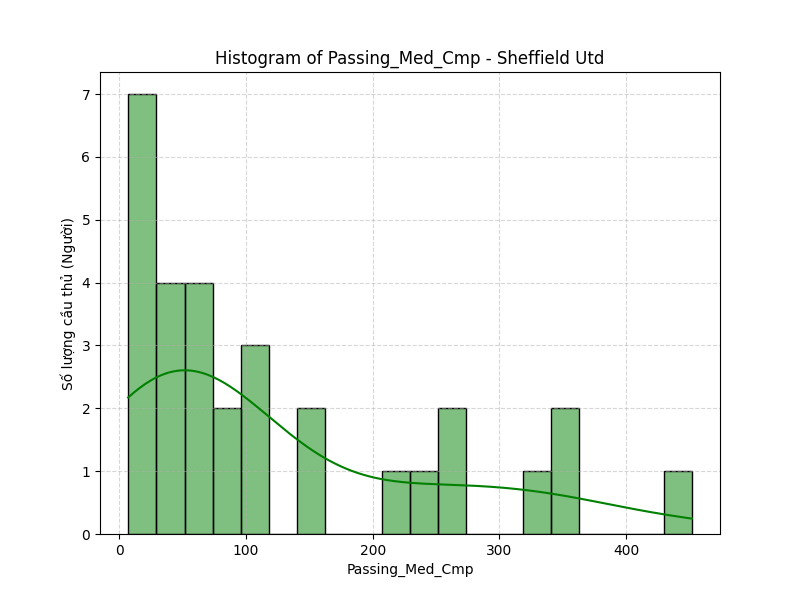 Histogram of Passing_Med_Cmp - Sheffield Utd
Số lượng cầu thủ (Người)
7
6
5
4
3
2
1
0
0 100 200 300 400
Passing_Med_Cmp